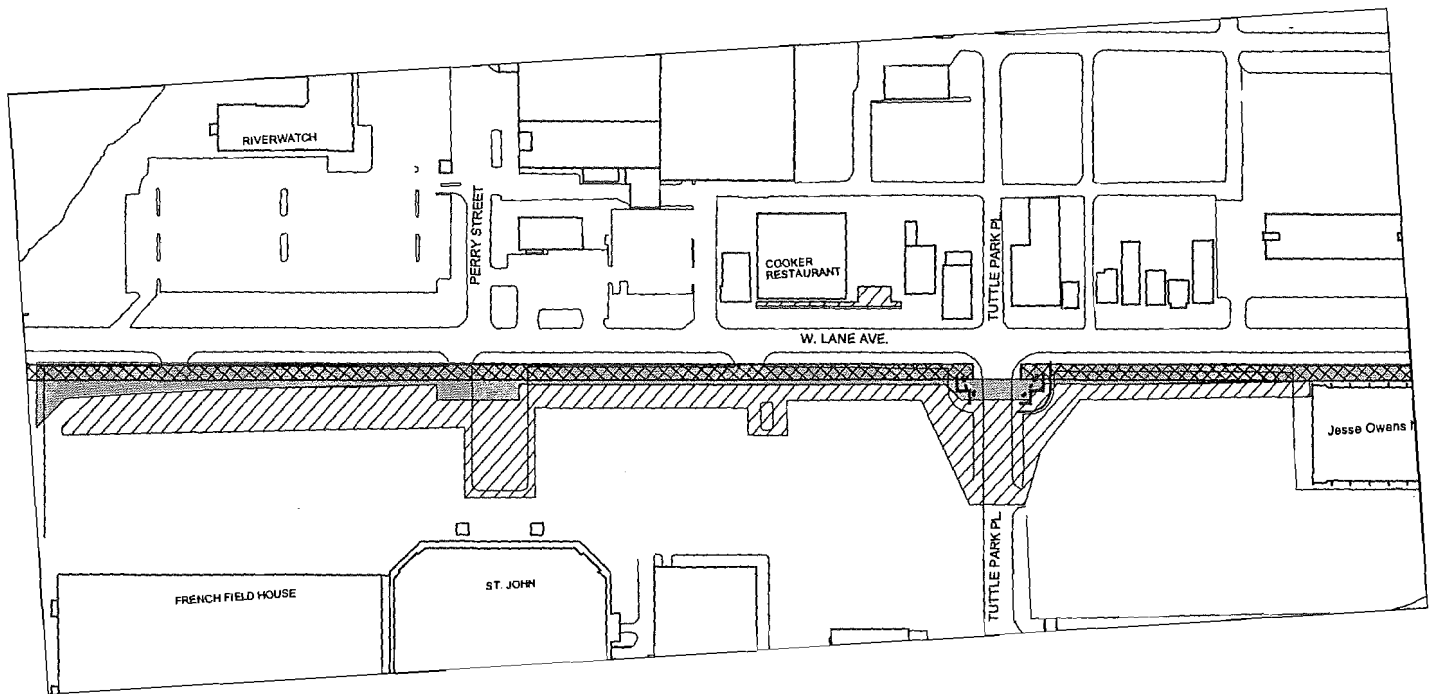 RIVERWATCH
PERRY STREET
COOKER
RESTAURANT
TUTTLE PARK PL
W. LANE AVE.
Jesse Owens
TUTTLE PARK PL
FRENCH FIELD HOUSE
ST. JOHN